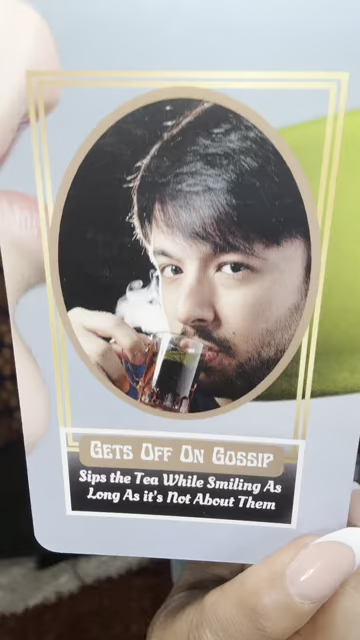 Gets Off On Gossip
Sips the Tea While Smiling As
Long As it's Not About Them